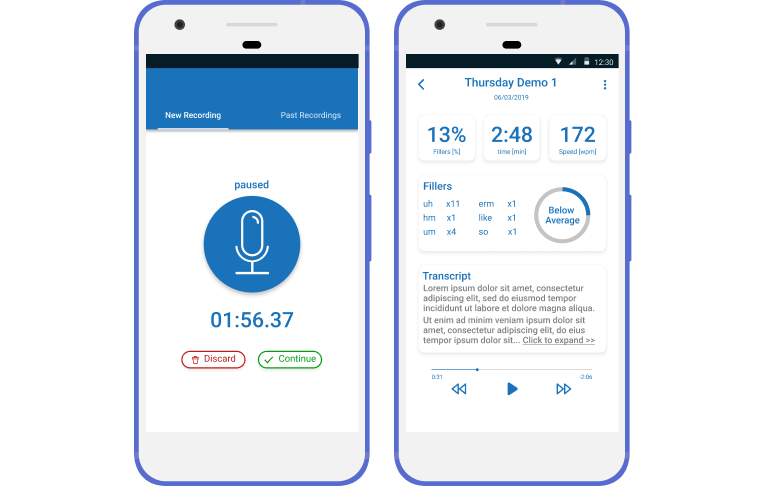 New Recording Past Recordings
paused
01:56.37
Discard Continue
12:30
Thursday Demo 1
06/03/2019
13% 2:48 172
Fillers [%] time [min] Speed [wpm]
Fillers
uh x11 erm x1
hm x1 like x1
um x4 so x1
Below
Average
Transcript
Lorem ipsum dolor sit amet, consectetur
adipiscing elit, sed do eiusmod tempor
incididunt ut labore et dolore magna aliqua.
Ut enim ad minim veniam ipsum dolor sit
amet, consectetur adipiscing elit, do eius
tempor ipsum dolor sit... Click to expand >>
0:31 -2:06